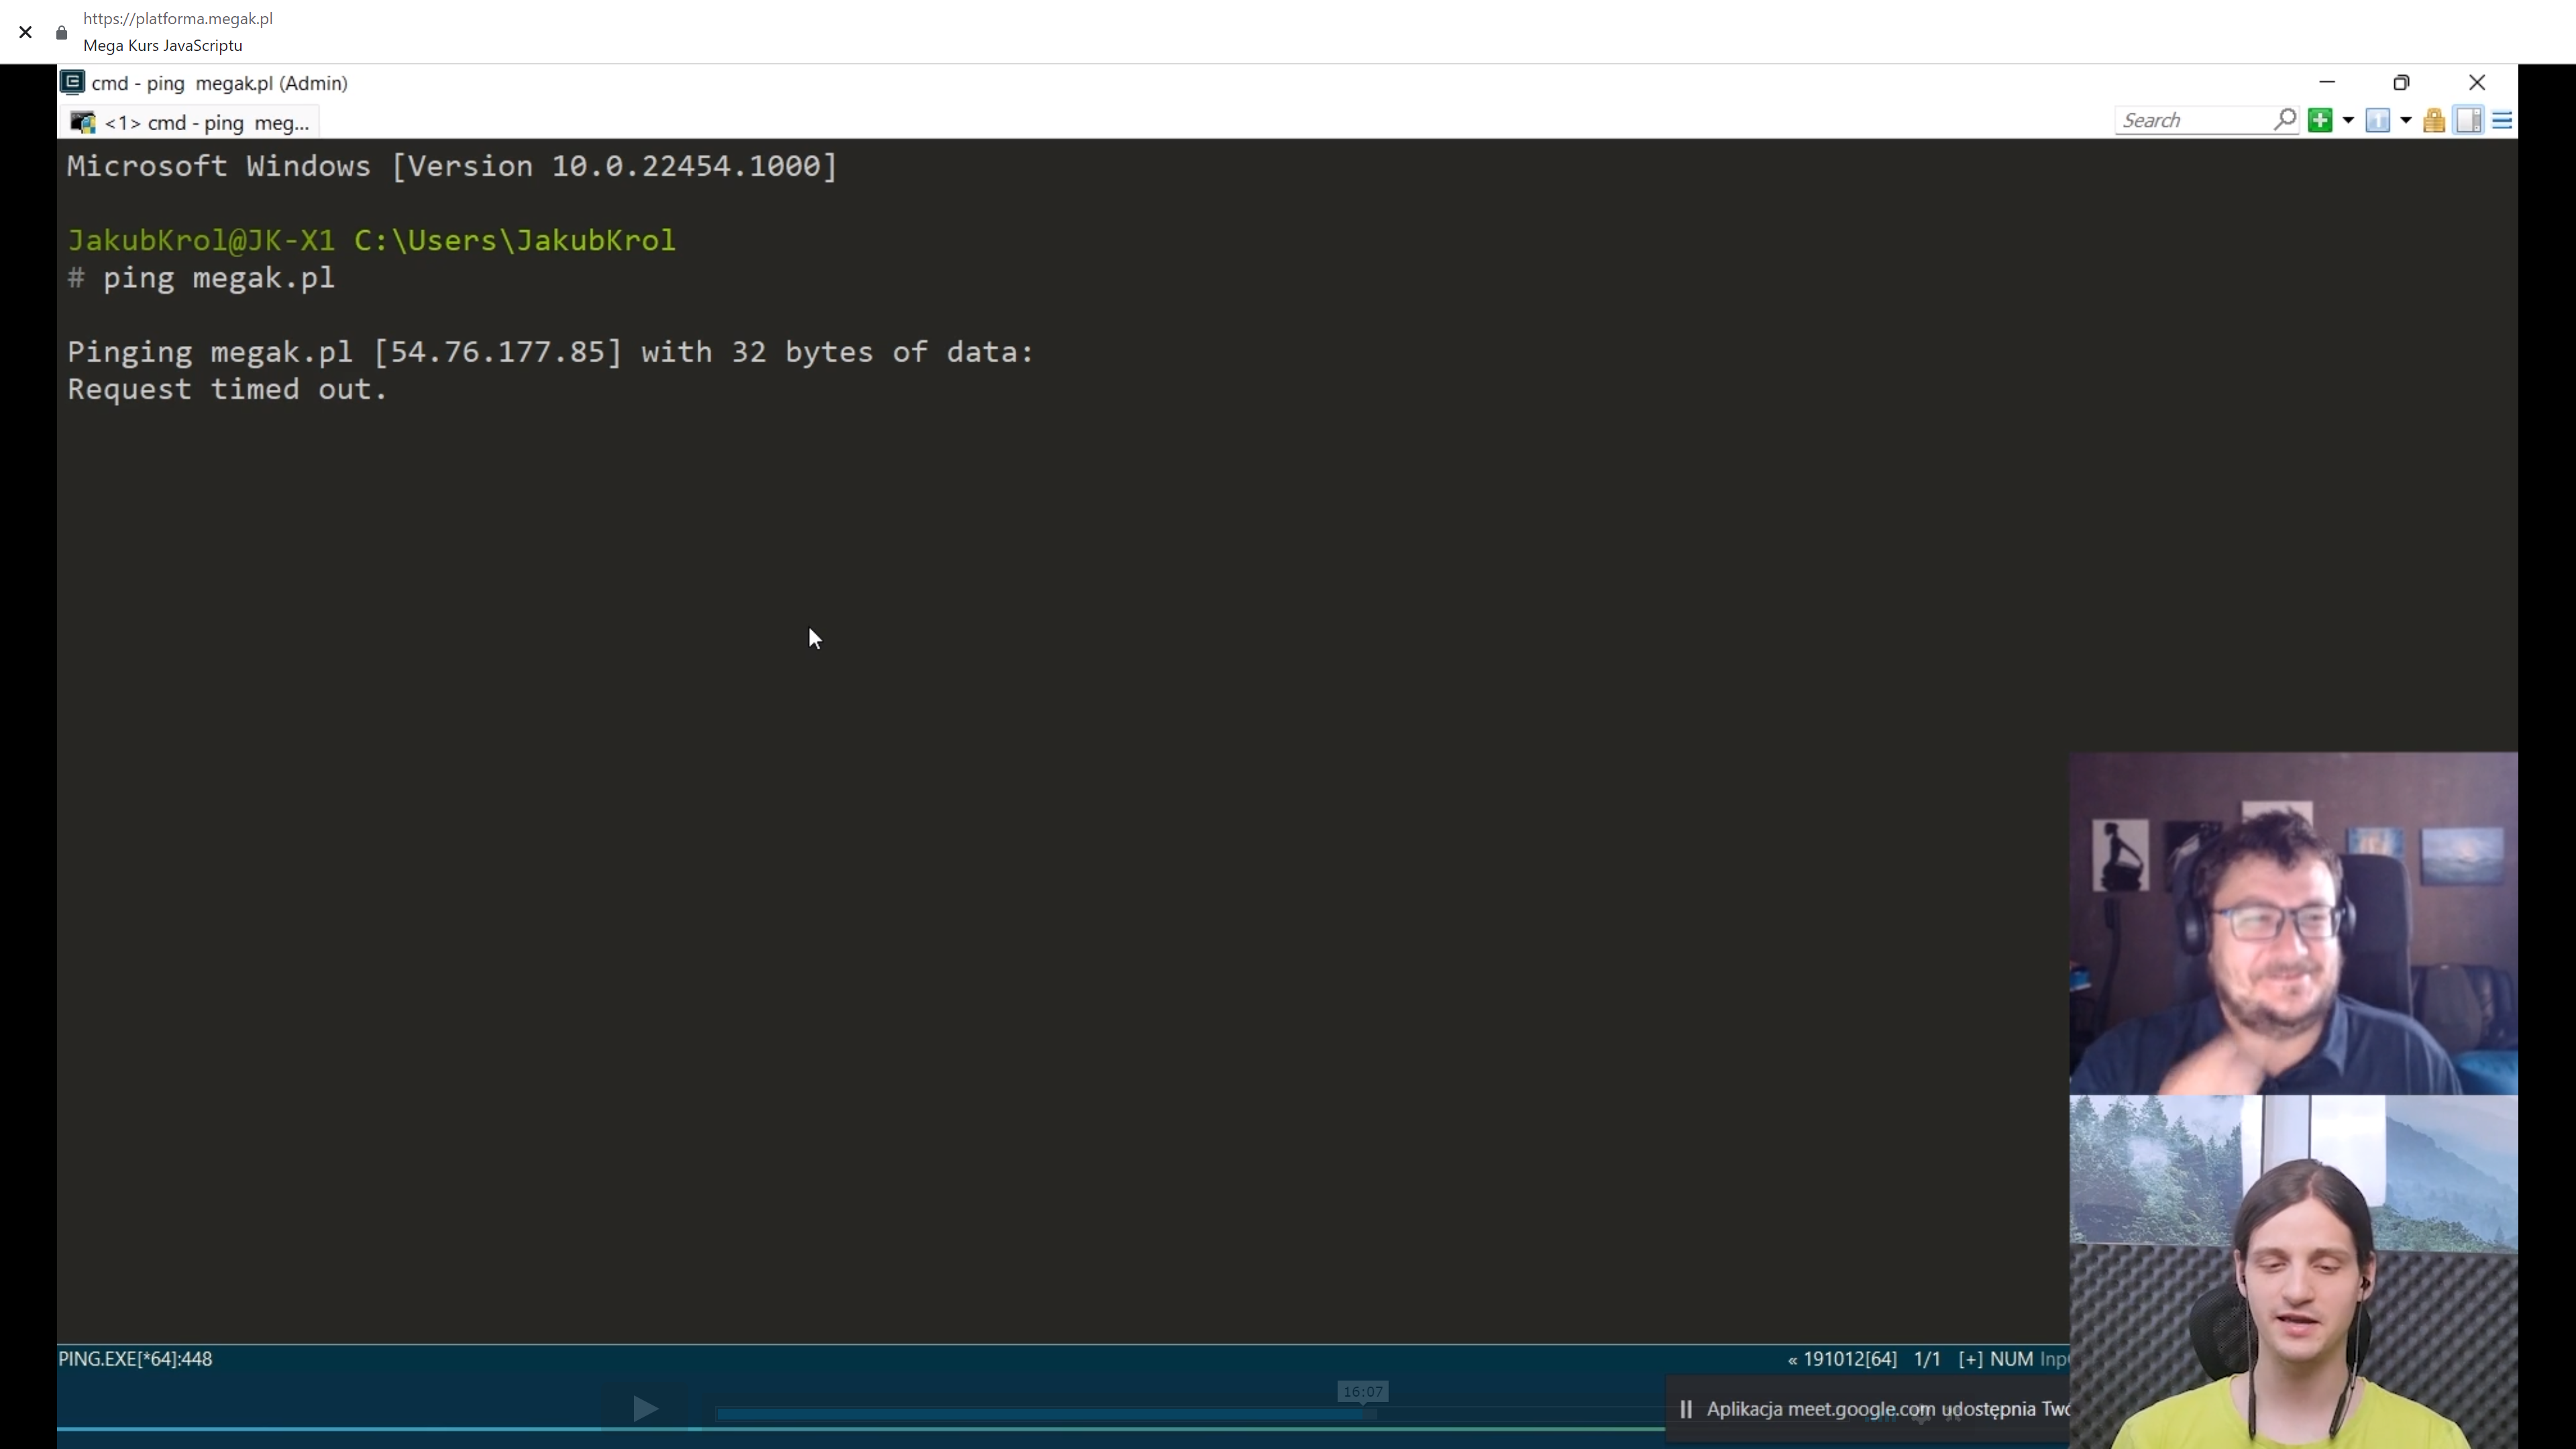 https://platforma.megak.pl
Mega Kurs JavaScriptu
cmd - ping  megak.pl (Admin)
<1> cmd - ping  meg...
Search
Microsoft Windows [Version 10.0.22454.1000]
JakubKrol@JK-X1 C:\Users\JakubKrol
# ping megak.pl
Pinging megak.pl [54.76.177.85] with 32 bytes of data:
Request timed out.
PING.EXE[*64]:448
« 191012[64] 1/1 [+] NUM Inp
16:07
Aplikacja meet.google.com udostępnia Two